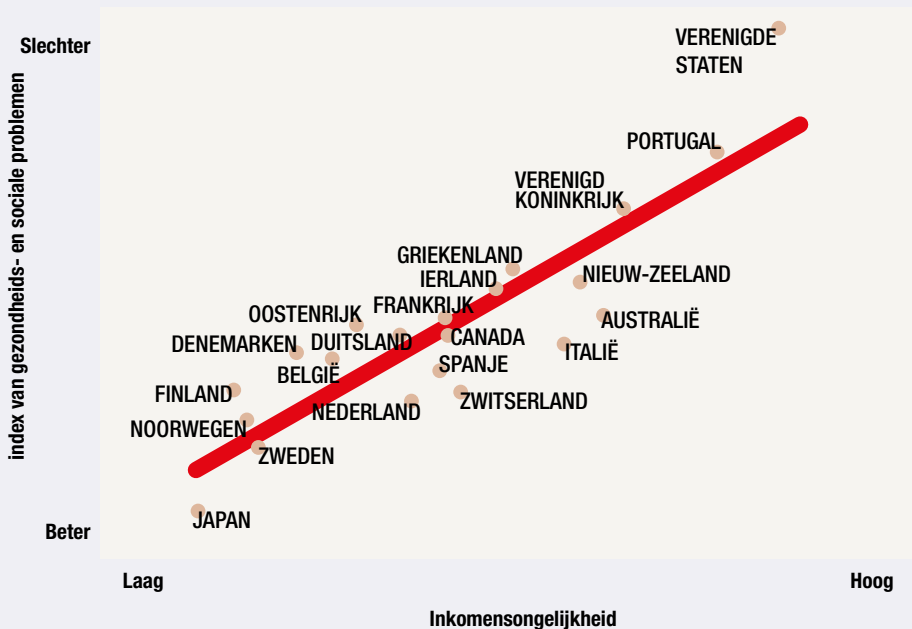 Slechter
index van gezondheids- en sociale problemen
Beter
VERENIGDE
STATEN
PORTUGAL
VERENIGD
KONINKRIJK
GRIEKENLAND
IERLAND
NIEUW-ZEELAND
FRANKRIJK
OOSTENRIJK
AUSTRALIË
DENEMARKEN
DUITSLAND
CANADA
ITALIË
BELGIË
SPANJE
FINLAND
NEDERLAND
ZWITSERLAND
NOORWEGEN
ZWEDEN
JAPAN
Laag
Hoog
Inkomensongelijkheid